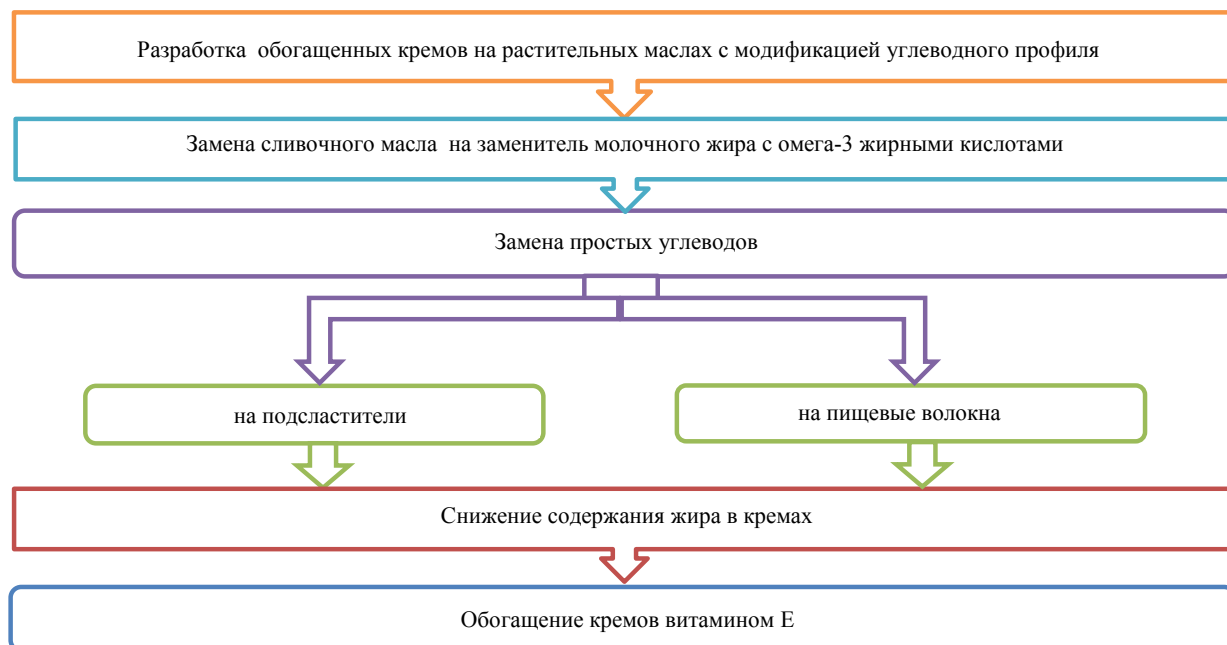 Разработка обогащенных кремов на растительных маслах с модификацией углеводного профиля
Замена сливочного масла на заменитель молочного жира с омега-3 жирными кислотами
Замена простых углеводов
на подсластители
на пищевые волокна
Снижение содержания жира в кремах
Обогащение кремов витамином Е